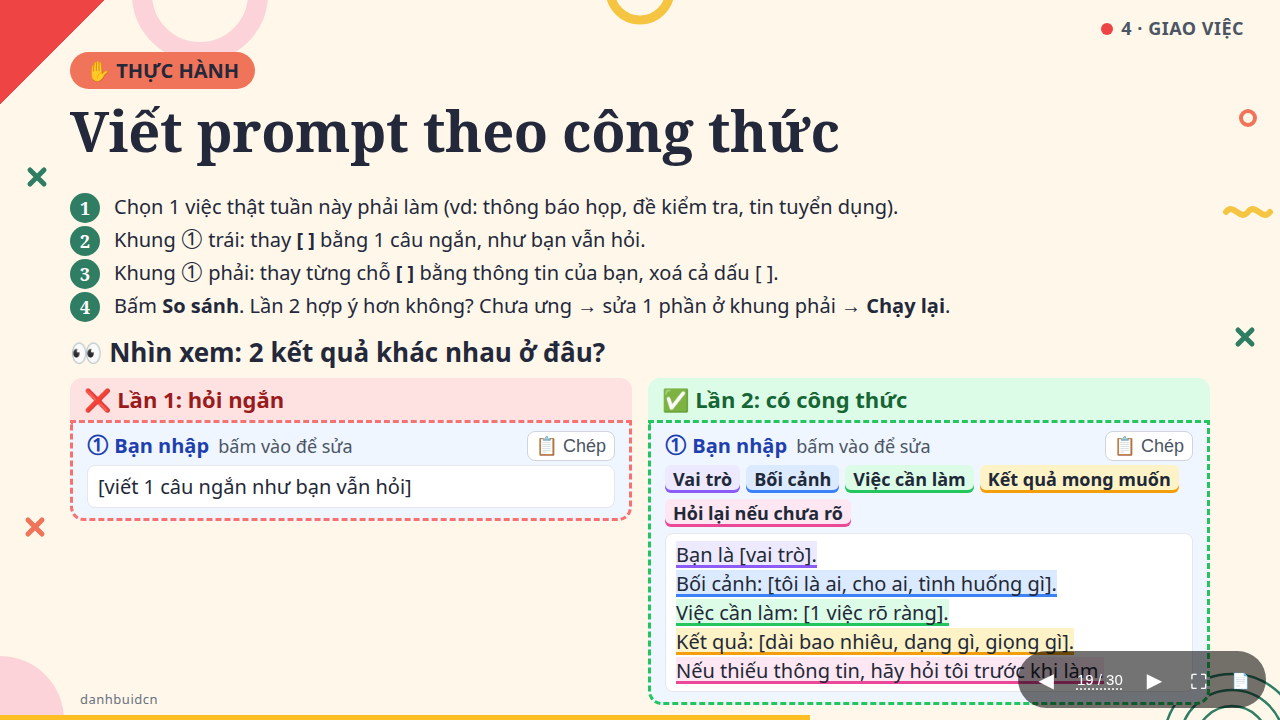 4 · GIAO VIỆC
✋ THỰC HÀNH
Viết prompt theo công thức
1 Chọn 1 việc thật tuần này phải làm (vd: thông báo họp, đề kiểm tra, tin tuyển dụng).
2 Khung ① trái: thay [ ] bằng 1 câu ngắn, như bạn vẫn hỏi.
3 Khung ① phải: thay từng chỗ [ ] bằng thông tin của bạn, xoá cả dấu [ ].
4 Bấm So sánh. Lần 2 hợp ý hơn không? Chưa ưng → sửa 1 phần ở khung phải → Chạy lại.
👀 Nhìn xem: 2 kết quả khác nhau ở đâu?
❌ Lần 1: hỏi ngắn
① Bạn nhập bấm vào để sửa
📋 Chép
[viết 1 câu ngắn như bạn vẫn hỏi]
✅ Lần 2: có công thức
① Bạn nhập bấm vào để sửa
📋 Chép
Vai trò Bối cảnh Việc cần làm Kết quả mong muốn
Hỏi lại nếu chưa rõ
Bạn là [vai trò].
Bối cảnh: [tôi là ai, cho ai, tình huống gì].
Việc cần làm: [1 việc rõ ràng].
Kết quả: [dài bao nhiêu, dạng gì, giọng gì].
Nếu thiếu thông tin, hãy hỏi tôi trước khi làm.
19 / 30
danhbuidcn